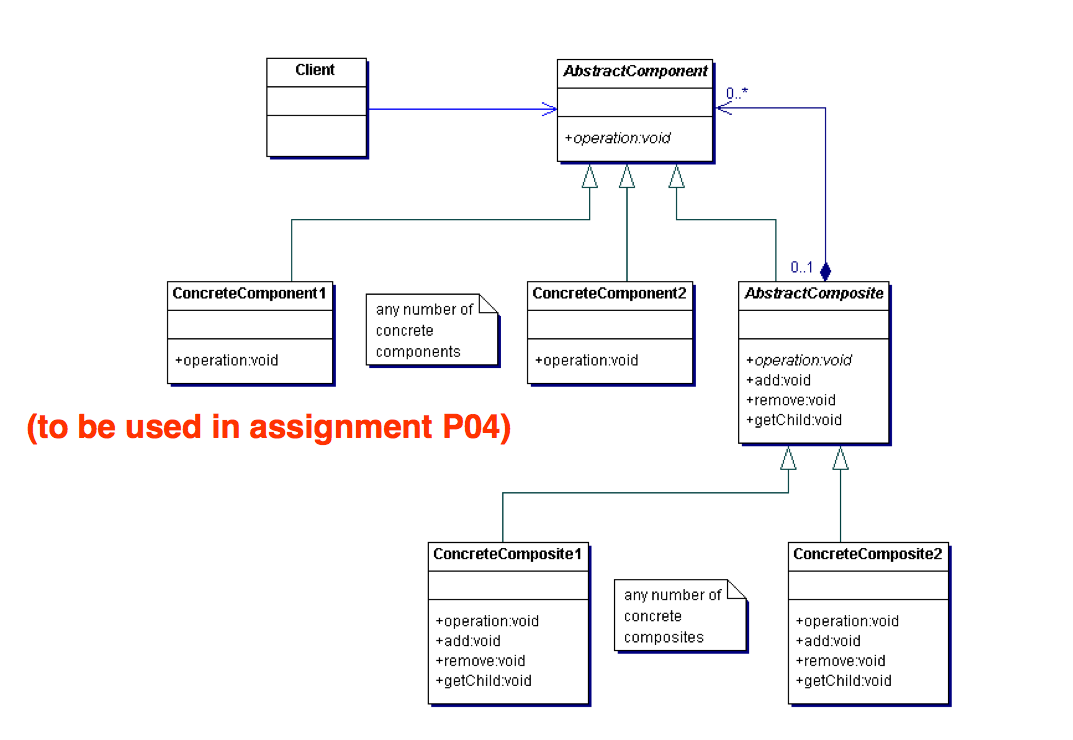 Client
AbstractComponent
+operation:void
0..*
0..1
ConcreteComponent1
+operation:void
any number of
concrete
components
ConcreteComponent2
+operation:void
AbstractComposite
+operation:void
+add:void
+remove:void
+getChild:void
(to be used in assignment P04)
ConcreteComposite1
+operation:void
+add:void
+remove:void
+getChild:void
any number of
concrete
composites
ConcreteComposite2
+operation:void
+add:void
+remove:void
+getChild:void